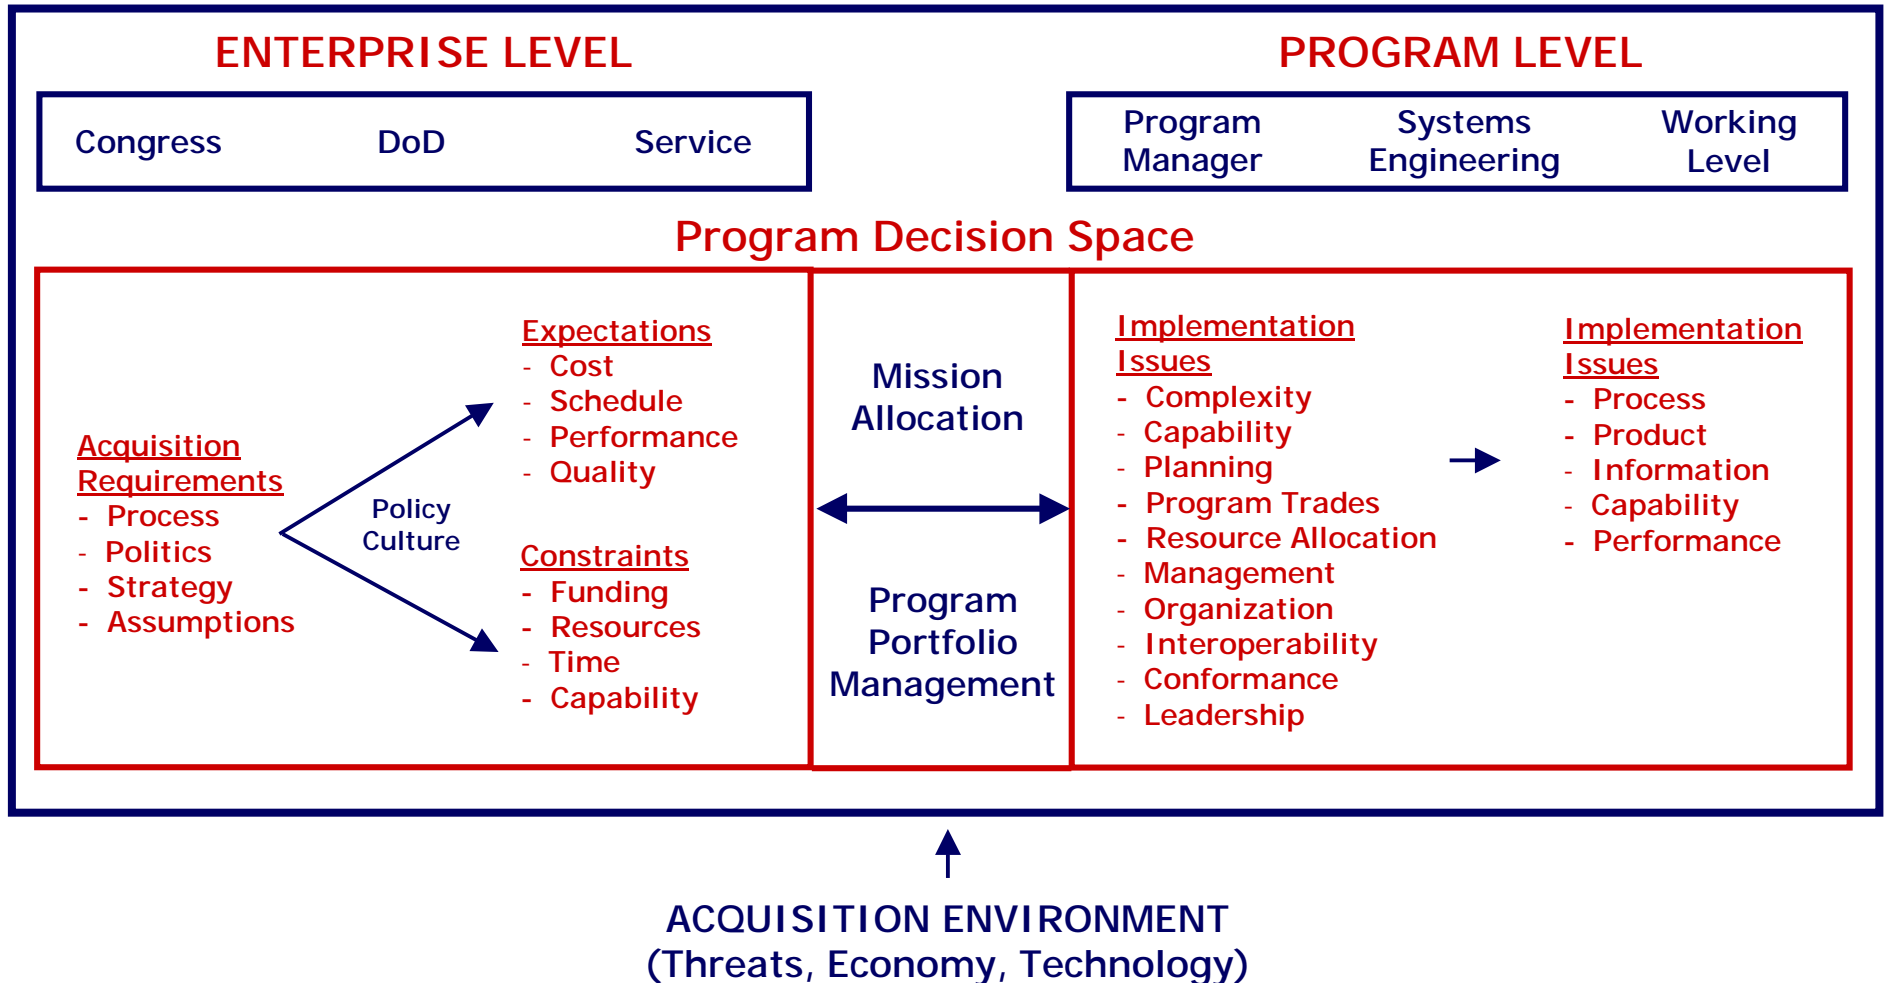 ENTERPRISE LEVEL
PROGRAM LEVEL
Congress DoD Service
Program Manager
Systems Engineering
Working Level
Program Decision Space
Acquisition
Requirements
- Process
- Politics
- Strategy
- Assumptions
Policy
Culture
Expectations
- Cost
- Schedule
- Performance
- Quality
Constraints
- Funding
- Resources
- Time
- Capability
Mission
Allocation
Program
Portfolio
Management
Implementation
Issues
- Complexity
- Capability
- Planning
- Program Trades
- Resource Allocation
- Management
- Organization
- Interoperability
- Conformance
- Leadership
Implementation
Issues
- Process
- Product
- Information
- Capability
- Performance
ACQUISITION ENVIRONMENT
(Threats, Economy, Technology)